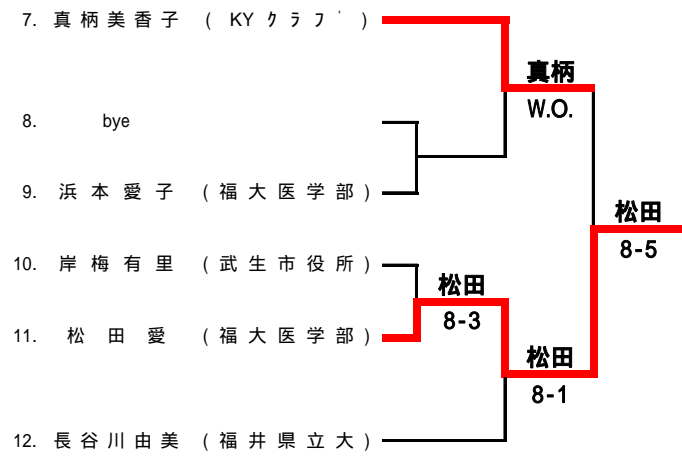 7. 真柄美香子 (KYクラブ)
真柄
W.O.
8. bye
9. 浜本愛子 (福大医学部)
松田
8-5
10. 岸梅有里 (武生市役所)
松田
8-3
11. 松田愛 (福大医学部)
松田
8-1
12. 長谷川由美 (福井県立大)